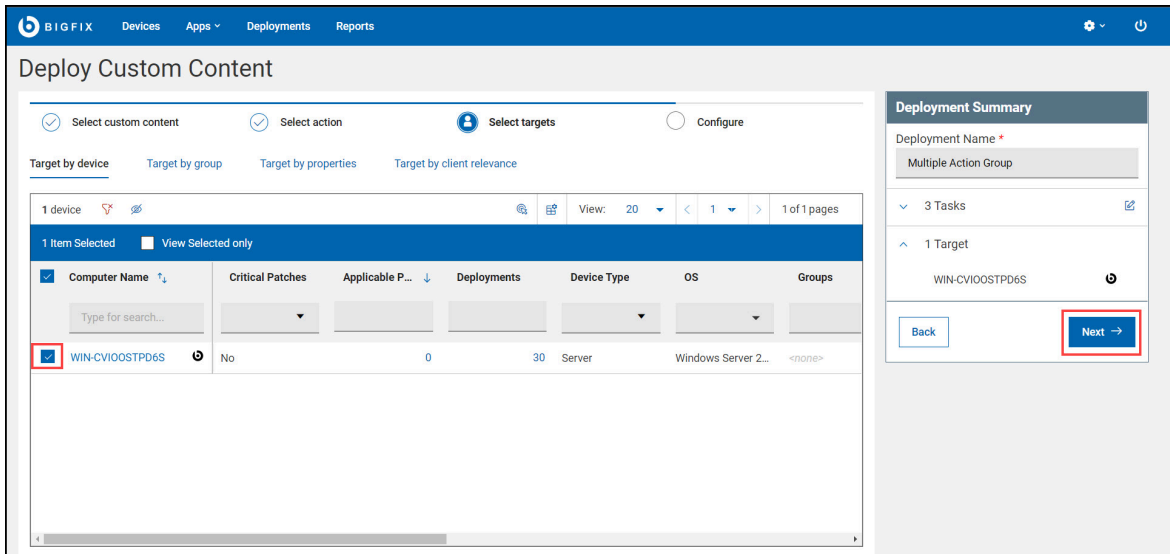 BIGFIX Devices Apps Deployments Reports
Deploy Custom Content
Select custom content Select action Select targets Configure
Target by device Target by group Target by properties Target by client relevance
1 device View: 20 1 1 of 1 pages
1 Item Selected View Selected only
Computer Name Critical Patches Applicable P... Deployments Device Type OS Groups
Type for search...
WIN-CVIOOSTPD6S No 0 30 Server Windows Server 2... <none>
Deployment Summary
Deployment Name *
Multiple Action Group
3 Tasks
1 Target
WIN-CVIOOSTPD6S
Back Next